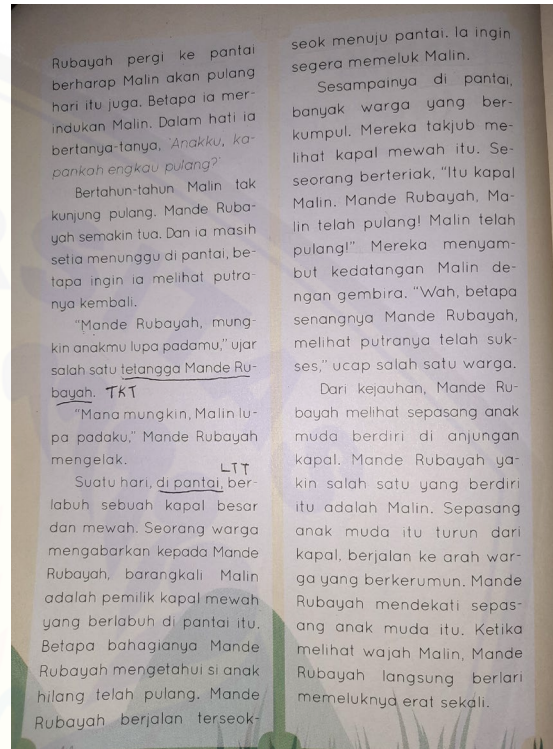 Rubayah pergi ke pantai
berharap Malin akan pulang
hari itu juga. Betapa ia mer-
indukan Malin. Dalam hati ia
bertanya-tanya, 'Anakku, ka-
pankah engkau pulang?'
Bertahun-tahun Malin tak
kunjung pulang. Mande Ruba-
yah semakin tua. Dan ia masih
setia menunggu di pantai, be-
tapa ingin ia melihat putra-
nya kembali.
"Mande Rubayah, mung-
kin anakmu lupa padamu," ujar
salah satu tetangga Mande Ru-
bayah. TKT
"Mana mungkin, Malin lu-
pa padaku," Mande Rubayah
mengelak.
LTT
Suatu hari, di pantai, ber-
labuh sebuah kapal besar
dan mewah. Seorang warga
mengabarkan kepada Mande
Rubayah, barangkali Malin
adalah pemilik kapal mewah
yang berlabuh di pantai itu.
Betapa bahagianya Mande
Rubayah mengetahui si anak
hilang telah pulang. Mande
Rubayah berjalan terseok-
seok menuju pantai. Ia ingin
segera memeluk Malin.
Sesampainya di pantai,
banyak warga yang ber-
kumpul. Mereka takjub me-
lihat kapal mewah itu. Se-
seorang berteriak, "Itu kapal
Malin. Mande Rubayah, Ma-
lin telah pulang! Malin telah
pulang!" Mereka menyam-
but kedatangan Malin de-
ngan gembira. "Wah, betapa
senangnya Mande Rubayah,
melihat putranya telah suk-
ses," ucap salah satu warga.
Dari kejauhan, Mande Ru-
bayah melihat sepasang anak
muda berdiri di anjungan
kapal. Mande Rubayah ya-
kin salah satu yang berdiri
itu adalah Malin. Sepasang
anak muda itu turun dari
kapal, berjalan ke arah war-
ga yang berkerumun. Mande
Rubayah mendekati sepas-
ang anak muda itu. Ketika
melihat wajah Malin, Mande
Rubayah langsung berlari
memeluknya erat sekali.